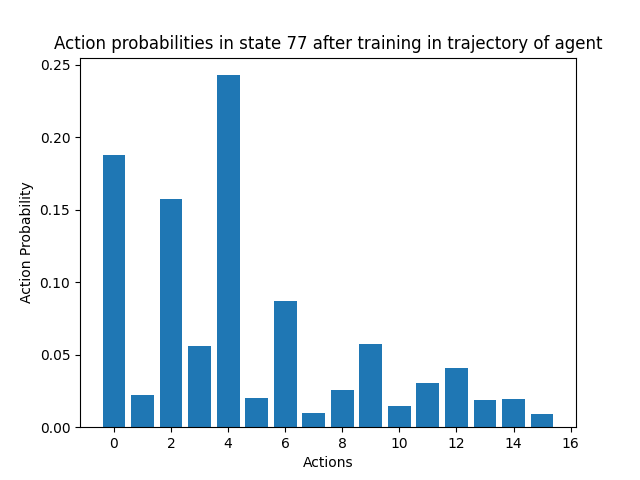 Action probabilities in state 77 after training in trajectory of agent
0.25
0.20
0.15
0.10
0.05
0.00
Action Probability
0 2 4 6 8 10 12 14 16
Actions